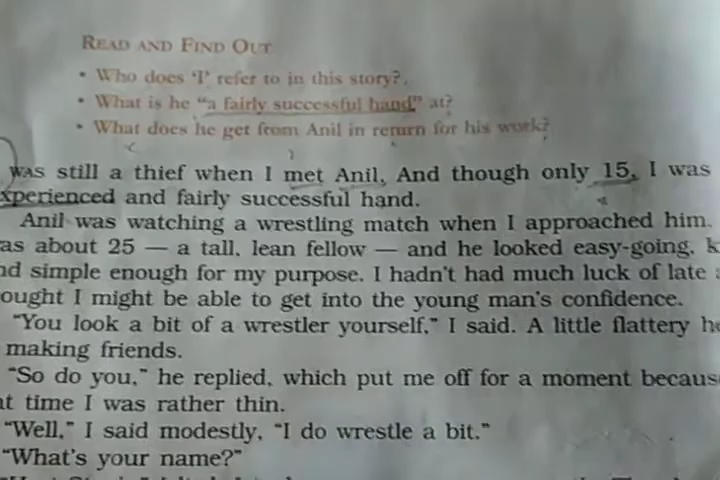 READ AND FIND OUT
• Who does 'I' refer to in this story?
• What is he "a fairly successful hand" at?
• What does he get from Anil in return for his work?
was still a thief when I met Anil. And though only 15, I was
xperienced and fairly successful hand.
Anil was watching a wrestling match when I approached him.
as about 25 — a tall, lean fellow — and he looked easy-going, k
nd simple enough for my purpose. I hadn't had much luck of late a
ought I might be able to get into the young man's confidence.
"You look a bit of a wrestler yourself," I said. A little flattery he
making friends.
"So do you," he replied, which put me off for a moment becaus
at time I was rather thin.
"Well," I said modestly, "I do wrestle a bit."
"What's your name?"